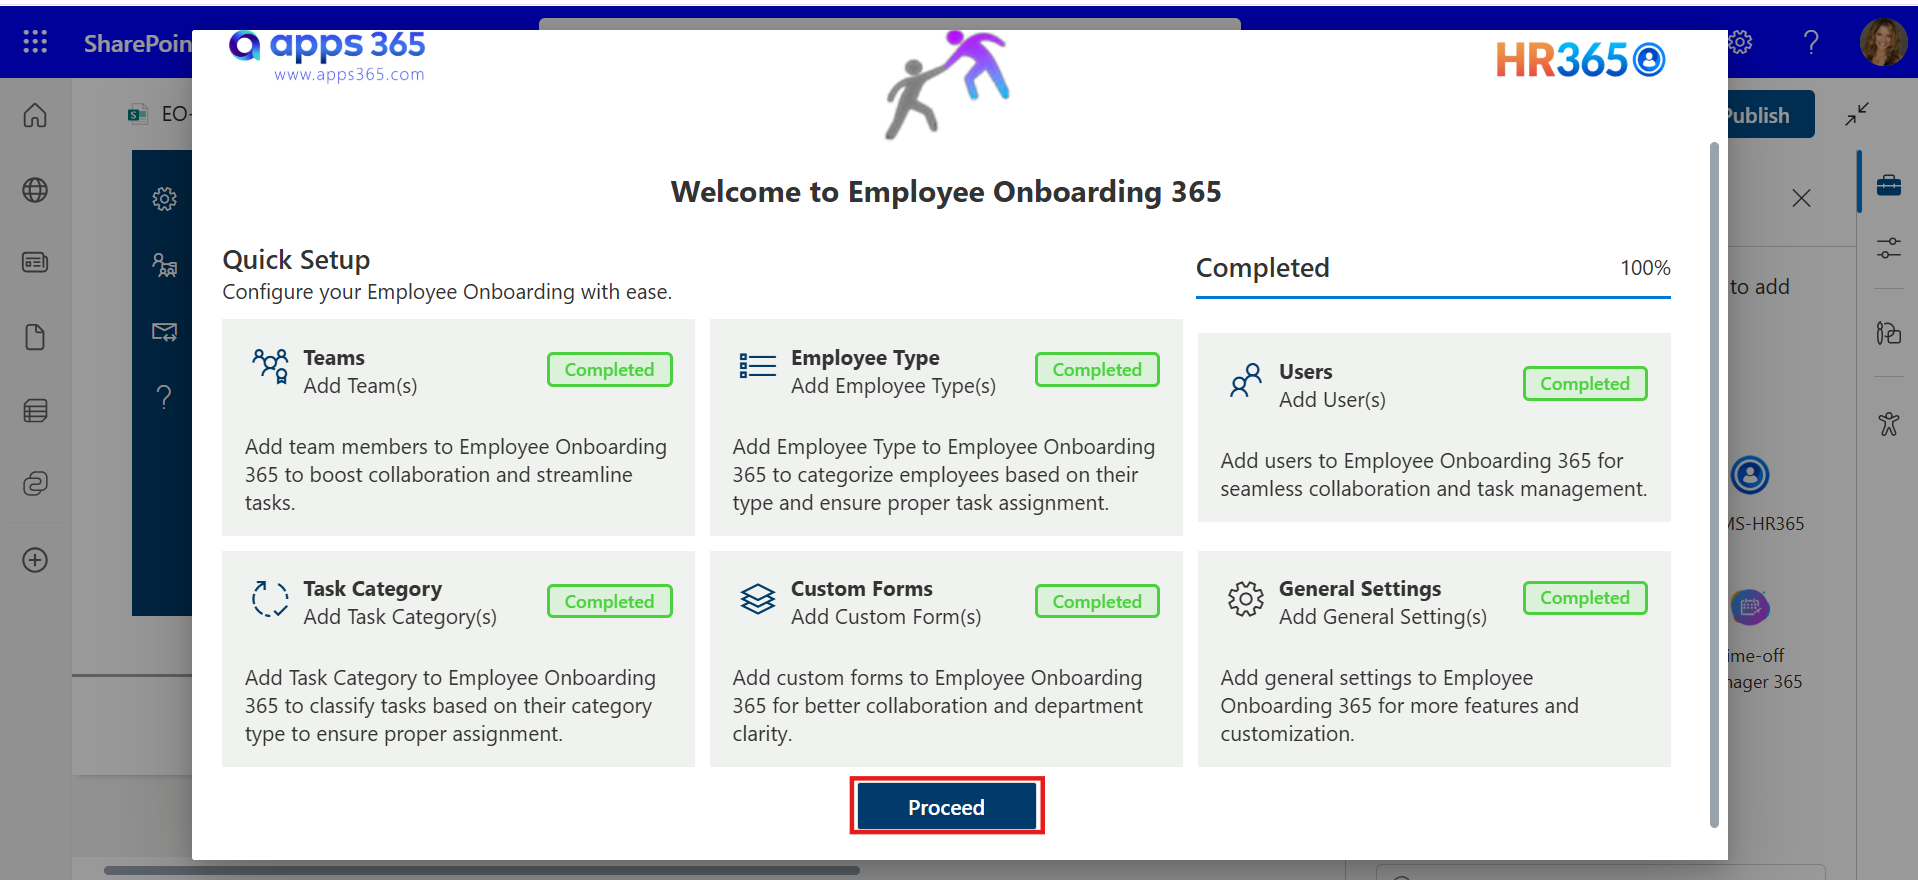 SharePoin
apps 365
www.apps365.com
HR365
EO-
Publish
Welcome to Employee Onboarding 365
Quick Setup
Configure your Employee Onboarding with ease.
Completed 100%
to add
Teams
Add Team(s)
Completed
Add team members to Employee Onboarding
365 to boost collaboration and streamline
tasks.
Employee Type
Add Employee Type(s)
Completed
Add Employee Type to Employee Onboarding
365 to categorize employees based on their
type and ensure proper task assignment.
Users
Add User(s)
Completed
Add users to Employee Onboarding 365 for
seamless collaboration and task management.
MS-HR365
Task Category
Add Task Category(s)
Completed
Add Task Category to Employee Onboarding
365 to classify tasks based on their category
type to ensure proper assignment.
Custom Forms
Add Custom Form(s)
Completed
Add custom forms to Employee Onboarding
365 for better collaboration and department
clarity.
General Settings
Add General Setting(s)
Completed
Add general settings to Employee
Onboarding 365 for more features and
customization.
ime-off
nager 365
Proceed